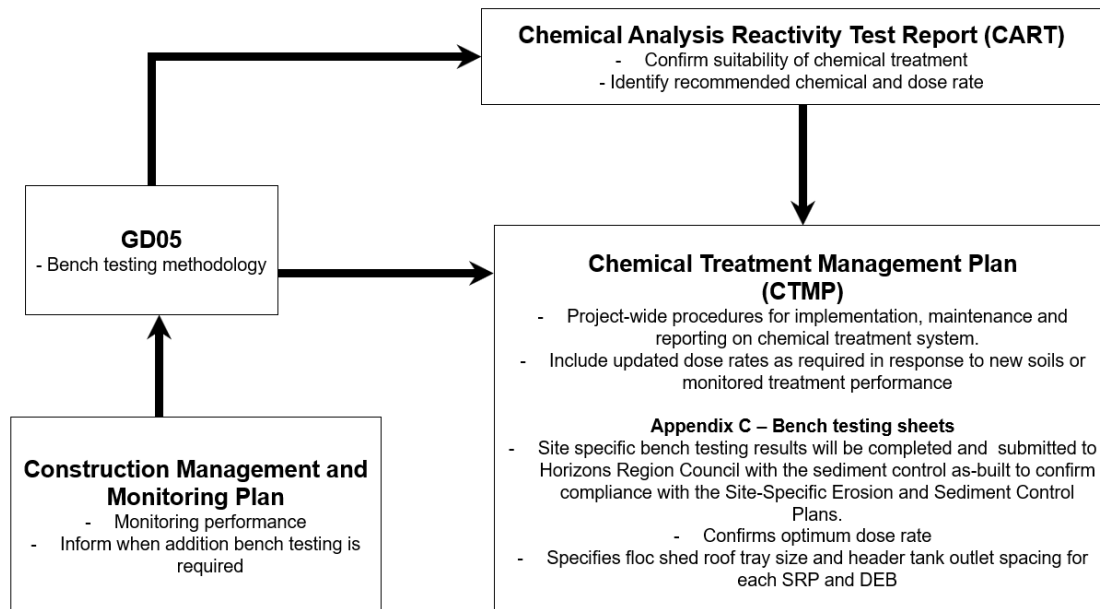 Chemical Analysis Reactivity Test Report (CART)
- Confirm suitability of chemical treatment
- Identify recommended chemical and dose rate
GD05
- Bench testing methodology
Chemical Treatment Management Plan
(CTMP)
- Project-wide procedures for implementation, maintenance and
reporting on chemical treatment system.
- Include updated dose rates as required in response to new soils or
monitored treatment performance
Appendix C – Bench testing sheets
- Site specific bench testing results will be completed and submitted to
Horizons Region Council with the sediment control as-built to confirm
compliance with the Site-Specific Erosion and Sediment Control
Plans.
- Confirms optimum dose rate
- Specifies floc shed roof tray size and header tank outlet spacing for
each SRP and DEB
Construction Management and
Monitoring Plan
- Monitoring performance
- Inform when addition bench testing is
required